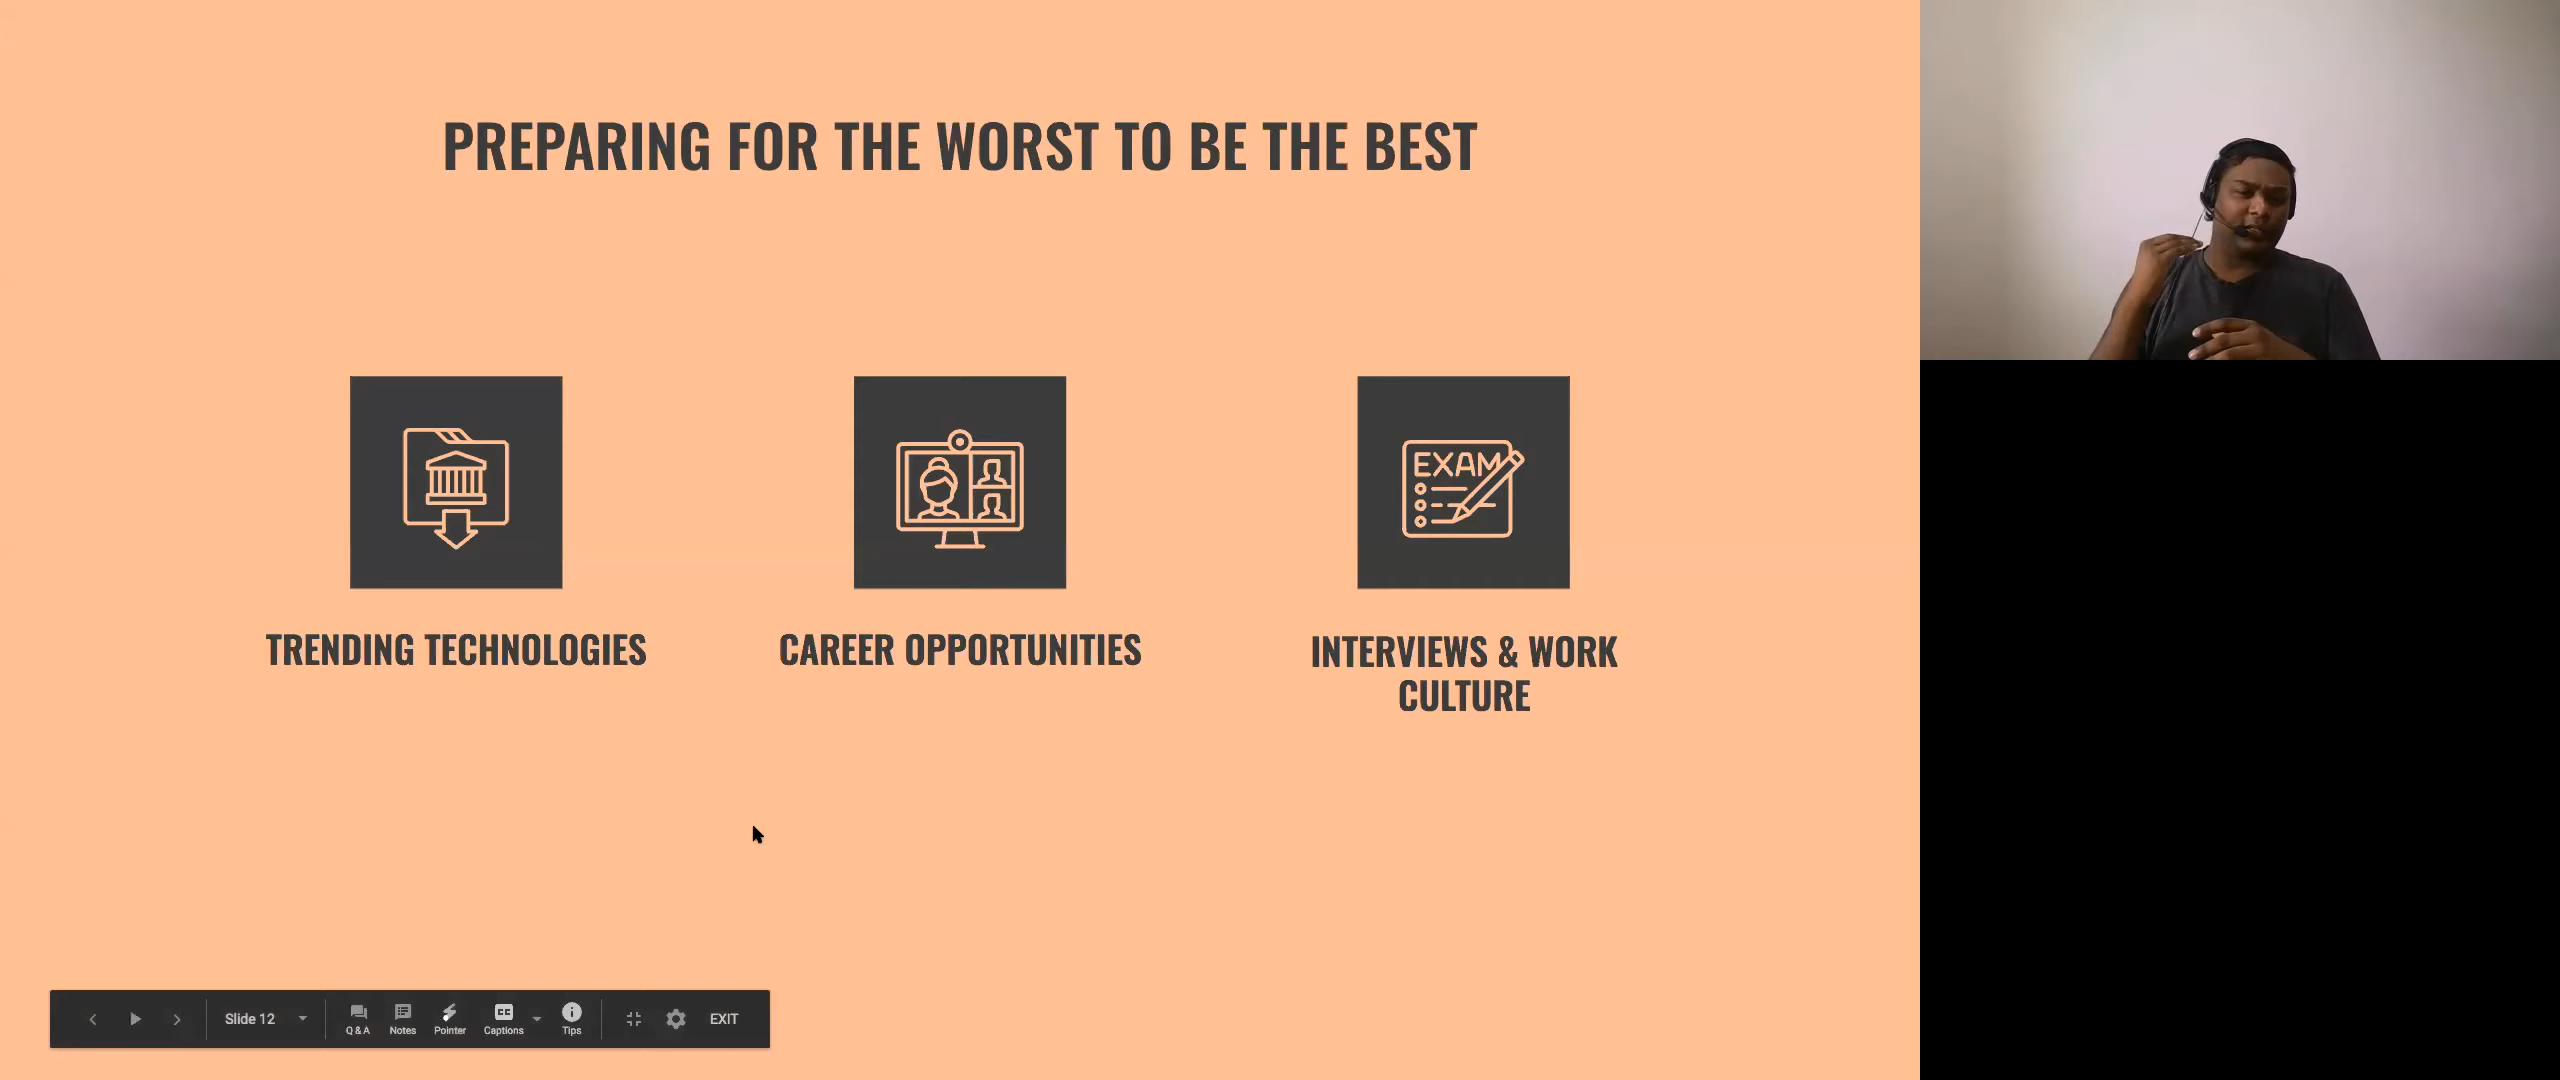 PREPARING FOR THE WORST TO BE THE BEST
EXAM
TRENDING TECHNOLOGIES
CAREER OPPORTUNITIES
INTERVIEWS & WORK
CULTURE
Slide 12
Q & A
Notes
Pointer
CC
Captions
Tips
EXIT